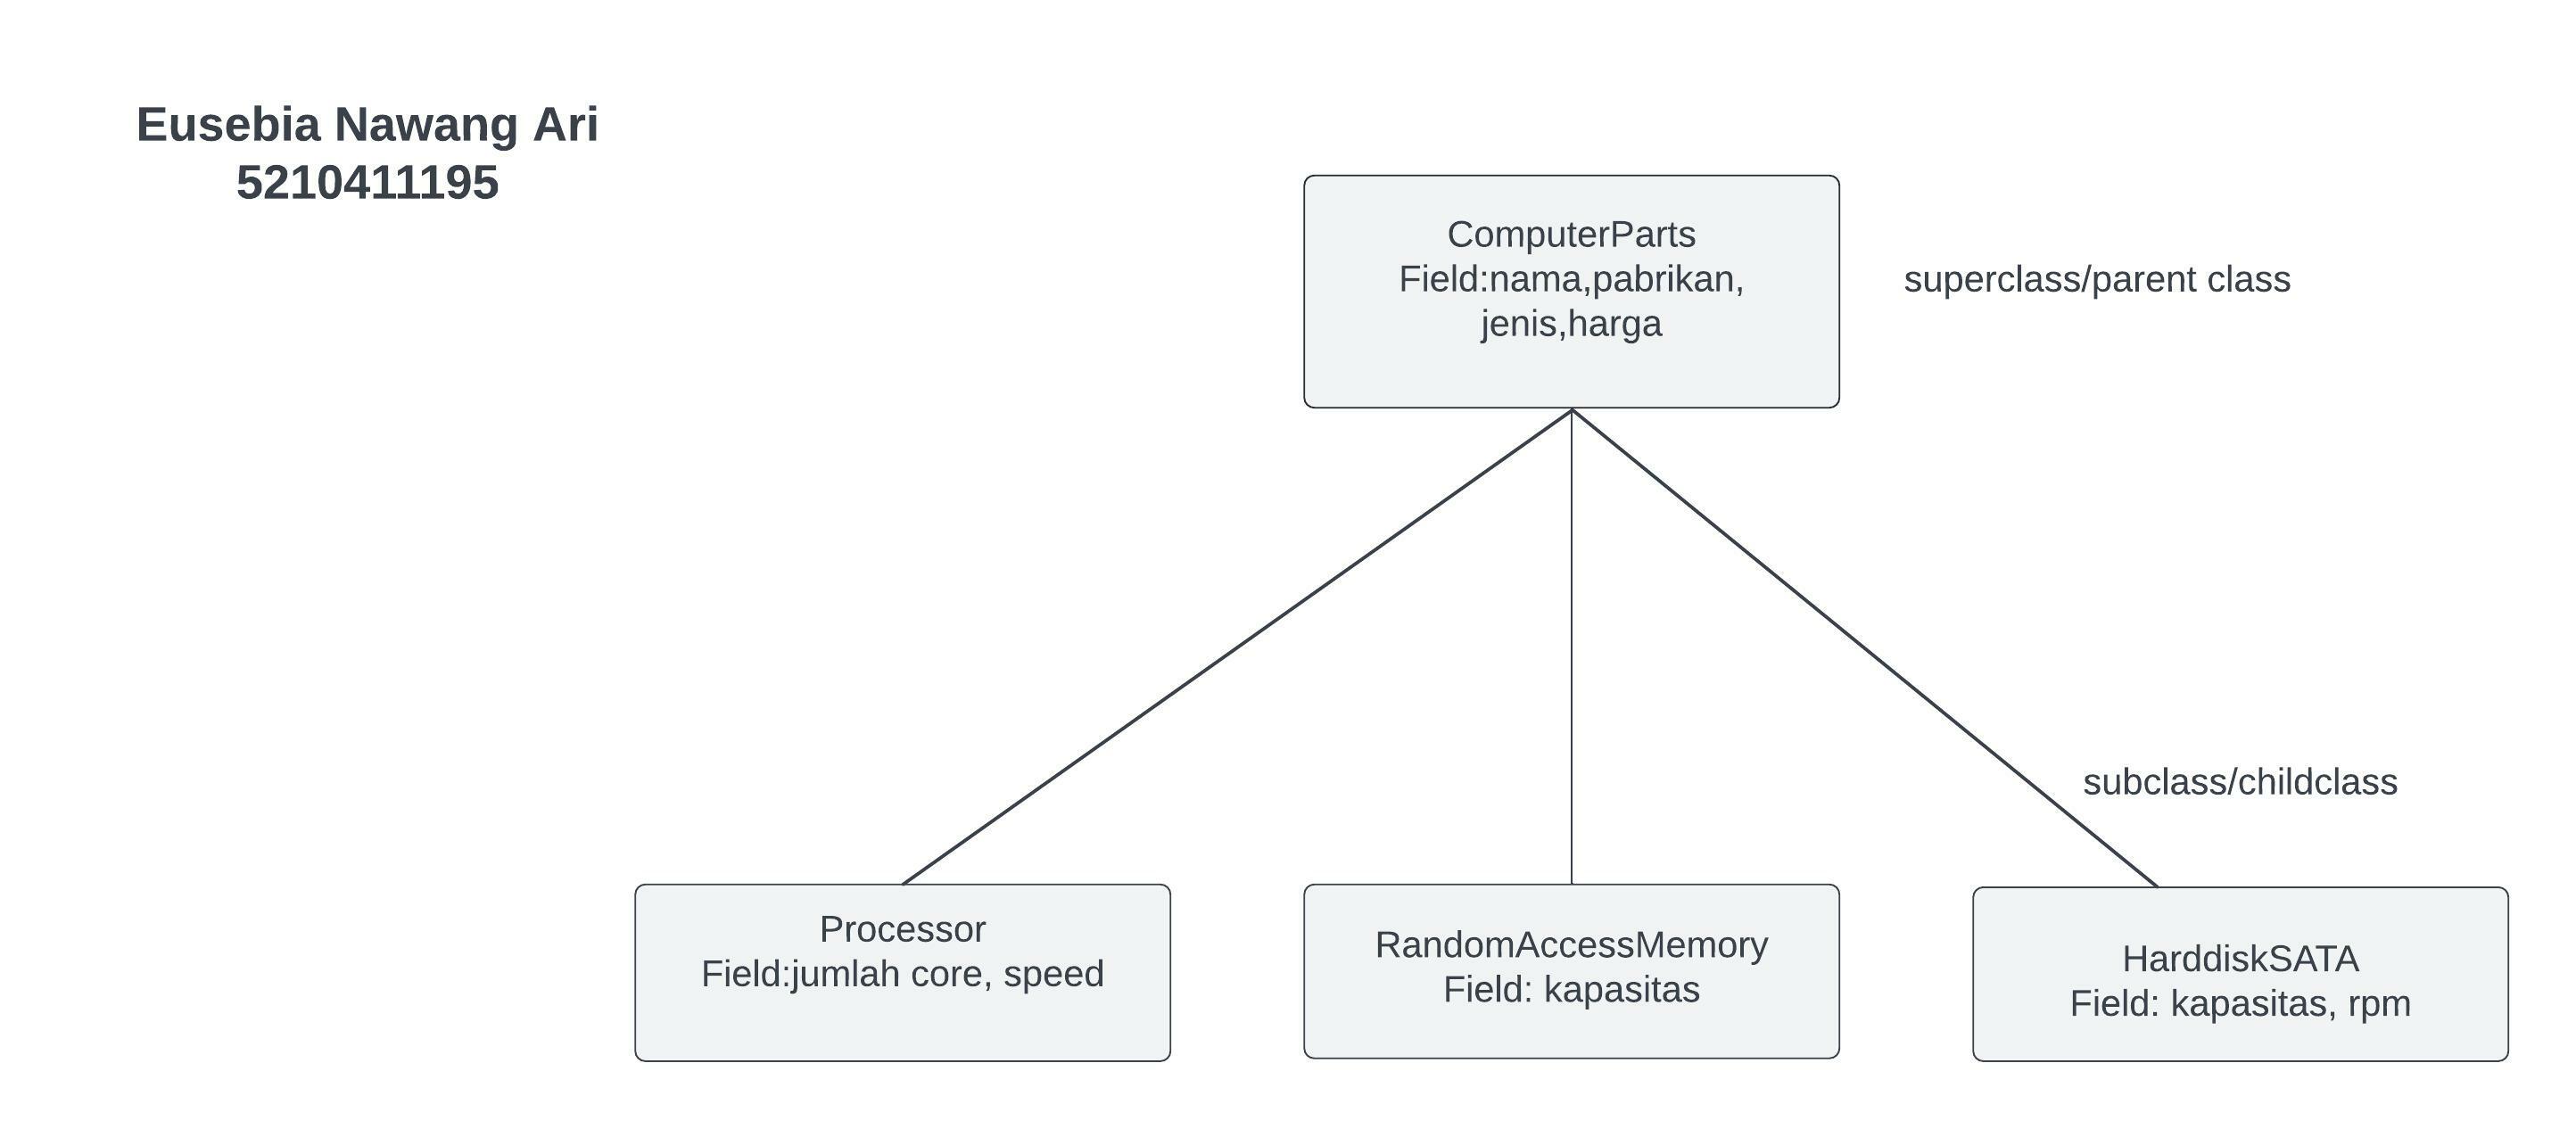 Eusebia Nawang Ari
5210411195
ComputerParts
Field:nama,pabrikan,
jenis,harga
superclass/parent class
subclass/childclass
Processor
Field:jumlah core, speed
RandomAccessMemory
Field: kapasitas
HarddiskSATA
Field: kapasitas, rpm